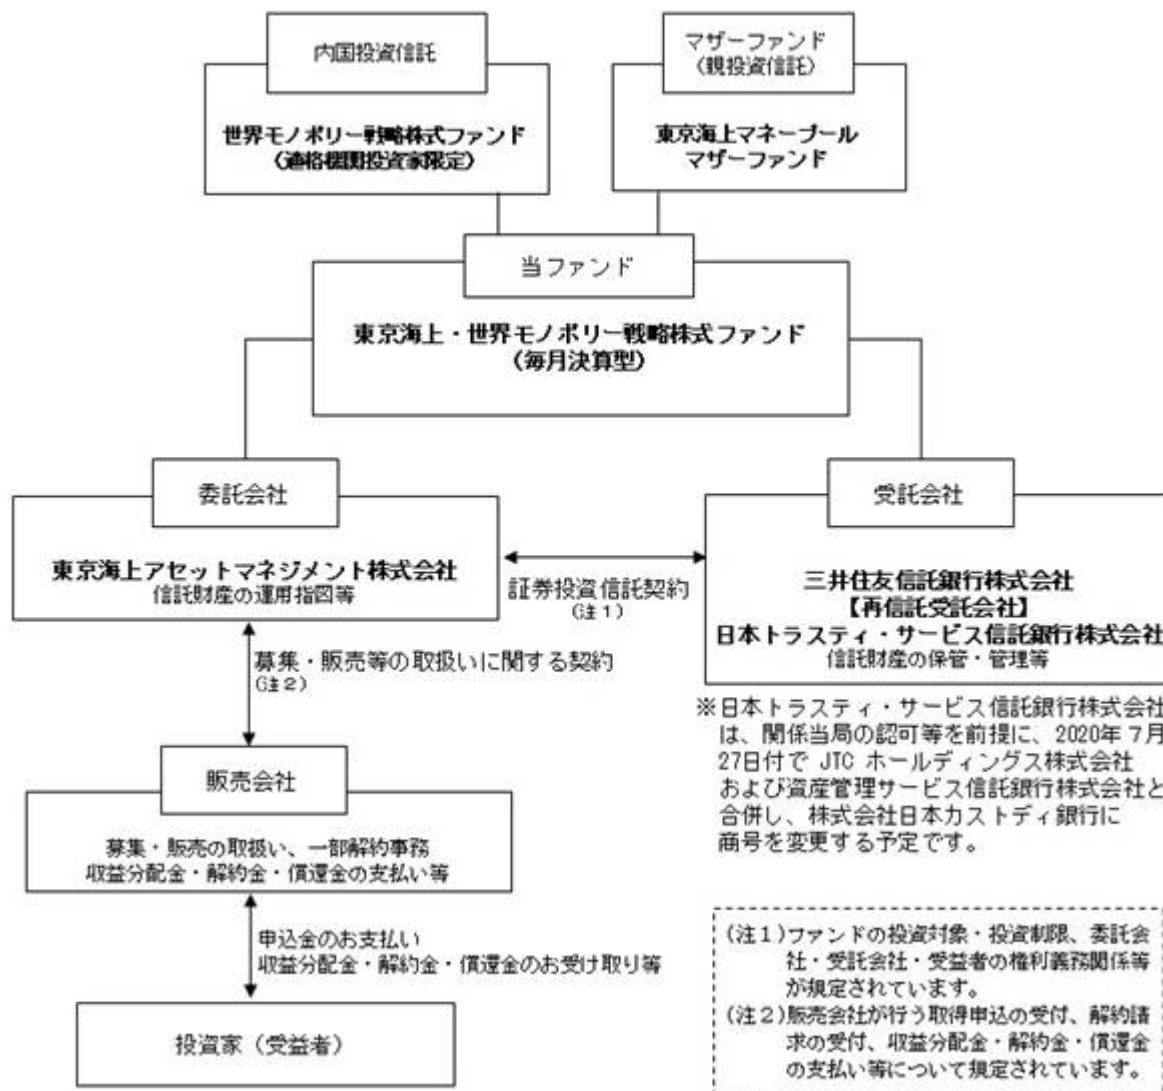 内国投資信託
世界モノポリー戦略株式ファンド
（適格機関投資家限定）
マザーファンド
（親投資信託）
東京海上マネープール
マザーファンド
当ファンド
東京海上・世界モノポリー戦略株式ファンド
（毎月決算型）
委託会社
東京海上アセットマネジメント株式会社
信託財産の運用指図等
証券投資信託契約
（注１）
受託会社
三井住友信託銀行株式会社
【再信託受託会社】
日本トラスティ・サービス信託銀行株式会社
信託財産の保管・管理等
※日本トラスティ・サービス信託銀行株式会社
は、関係当局の認可等を前提に、2020年７月
27日付で JTC ホールディングス株式会社
および資産管理サービス信託銀行株式会社と
合併し、株式会社日本カストディ銀行に
商号を変更する予定です。
募集・販売等の取扱いに関する契約
（注２）
販売会社
募集・販売の取扱い、一部解約事務
収益分配金・解約金・償還金の支払い等
申込金のお支払い
収益分配金・解約金・償還金のお受け取り等
投資家（受益者）
（注１）ファンドの投資対象・投資制限、委託会
社・受託会社・受益者の権利義務関係等
が規定されています。
（注２）販売会社が行う取得申込の受付、解約請
求の受付、収益分配金・解約金・償還金
の支払い等について規定されています。